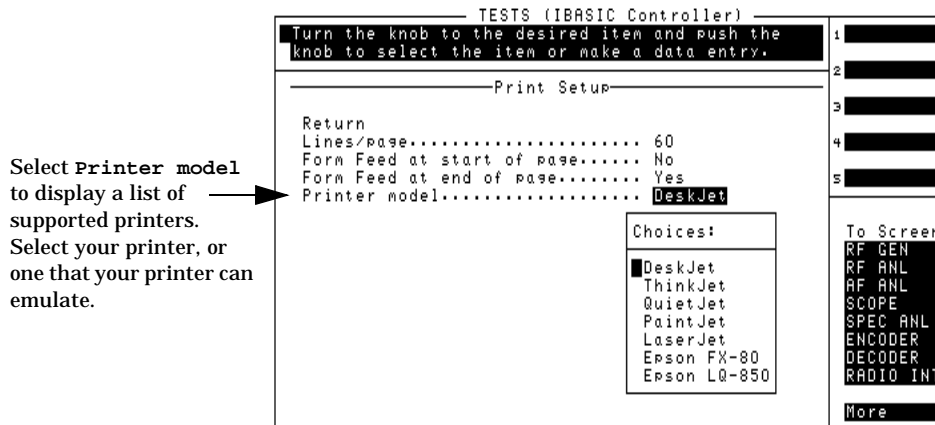 TESTS (IBASIC Controller)
Turn the knob to the desired item and push the
knob to select the item or make a data entry.
Print Setup
Return
Lines/page...................... 60
Form Feed at start of page...... No
Form Feed at end of page........ Yes
Printer model................... DeskJet
Select Printer model
to display a list of
supported printers.
Select your printer, or
one that your printer can
emulate.
Choices:
DeskJet
ThinkJet
QuietJet
PaintJet
LaserJet
Epson FX-80
Epson LQ-850
1
2
3
4
5
To Screen
RF GEN
RF ANL
AF ANL
SCOPE
SPEC ANL
ENCODER
DECODER
RADIO INT
More